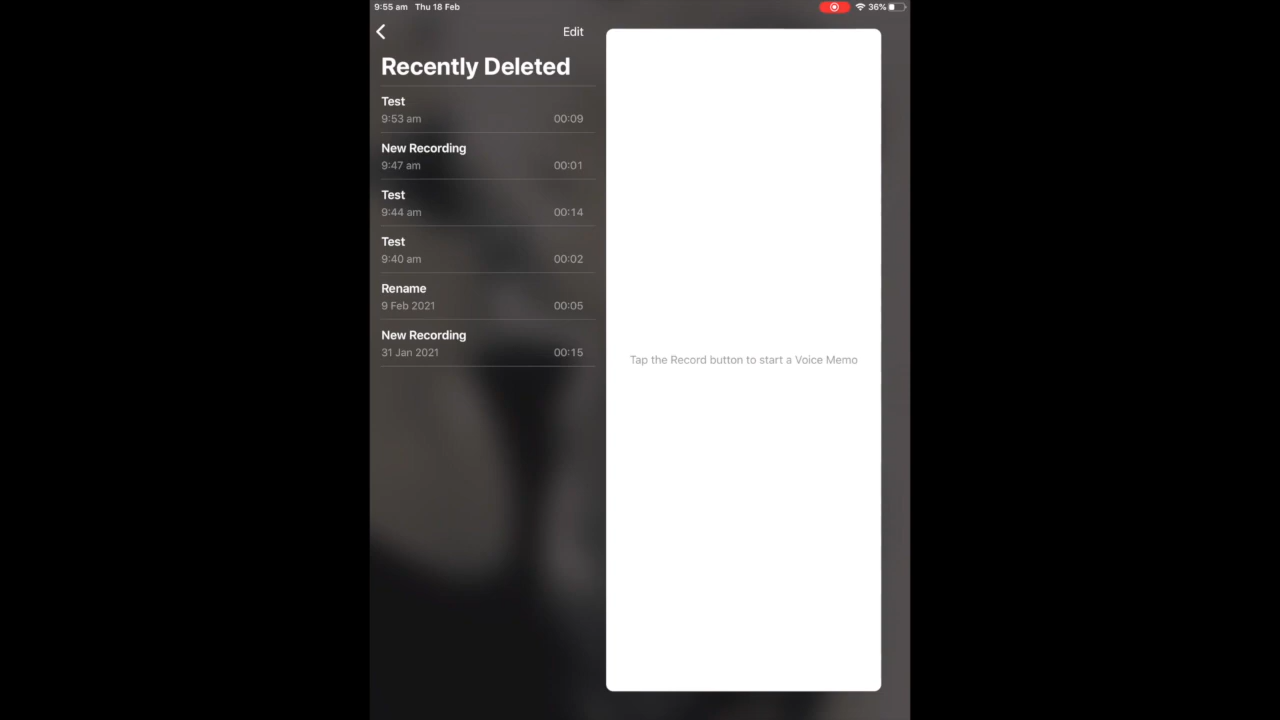 9:55 am Thu 18 Feb
36%
Edit
Recently Deleted
Test
9:53 am 00:09
New Recording
9:47 am 00:01
Test
9:44 am 00:14
Test
9:40 am 00:02
Rename
9 Feb 2021 00:05
New Recording
31 Jan 2021 00:15
Tap the Record button to start a Voice Memo